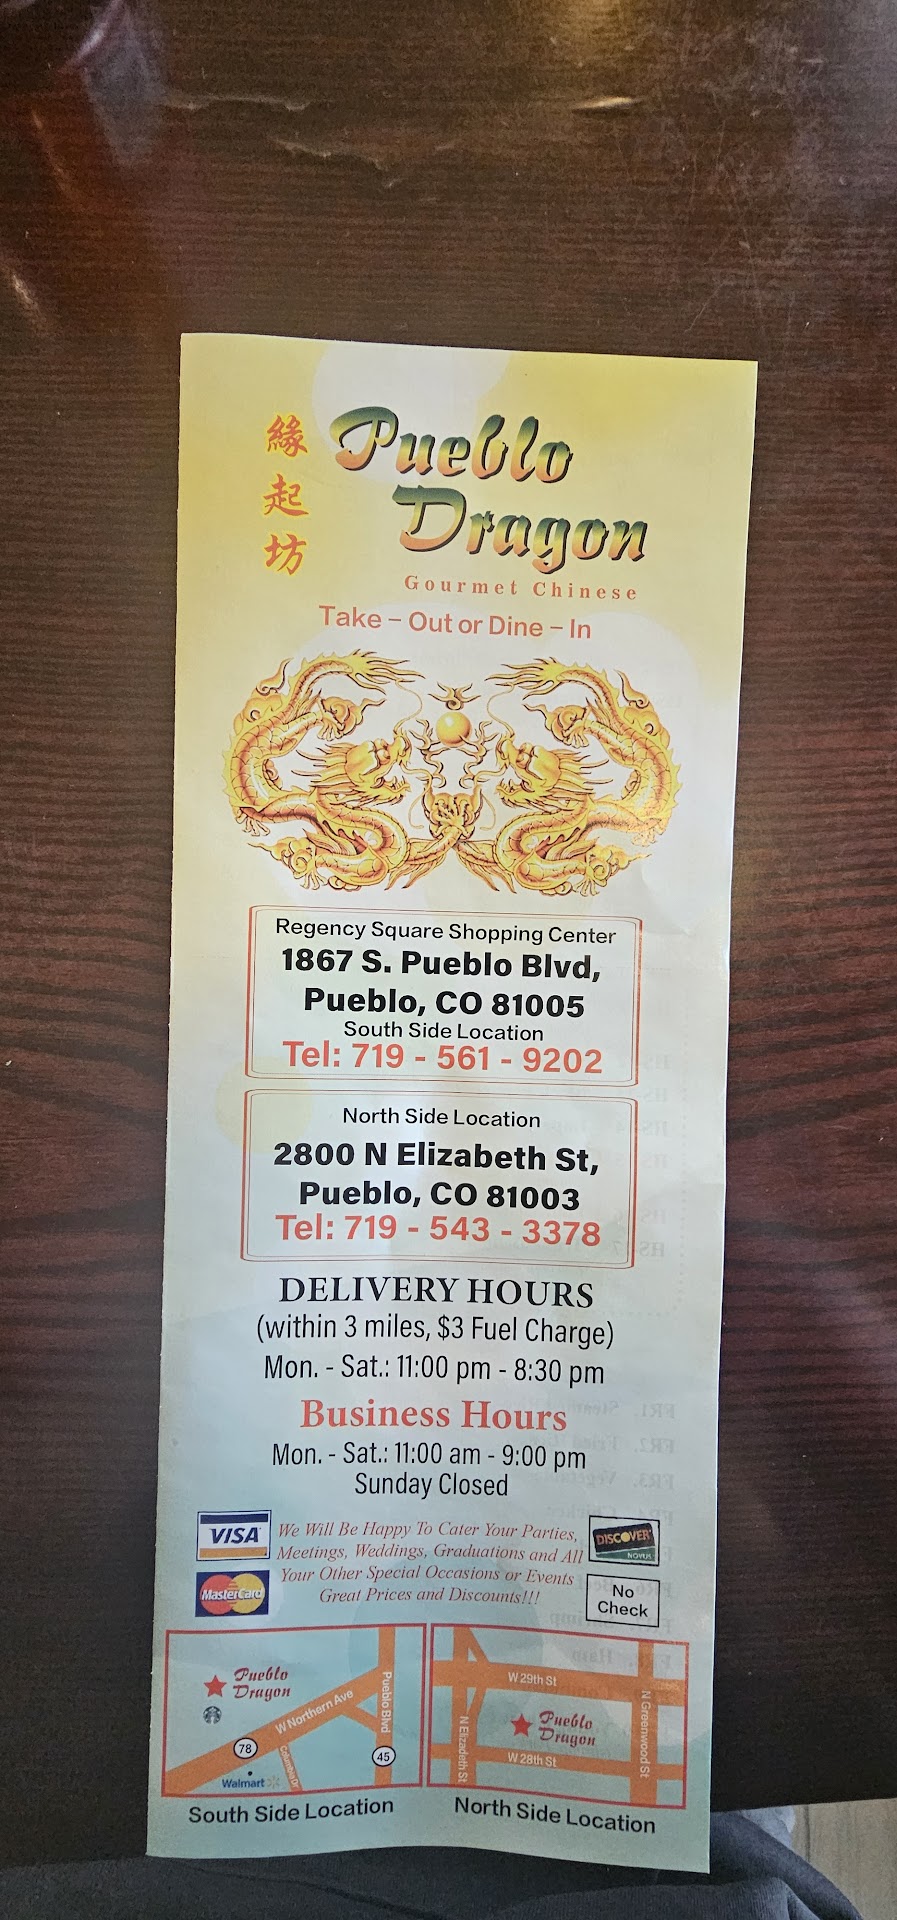 緣起坊
Pueblo
Dragon
Gourmet Chinese
Take - Out or Dine - In
Regency Square Shopping Center
1867 S. Pueblo Blvd,
Pueblo, CO 81005
South Side Location
Tel: 719 - 561 - 9202
North Side Location
2800 N Elizabeth St,
Pueblo, CO 81003
Tel: 719 - 543 - 3378
DELIVERY HOURS
(within 3 miles, $3 Fuel Charge)
Mon. - Sat.: 11:00 pm - 8:30 pm
Business Hours
Mon. - Sat.: 11:00 am - 9:00 pm
Sunday Closed
VISA
MasterCard
We Will Be Happy To Cater Your Parties,
Meetings, Weddings, Graduations and All
Your Other Special Occasions or Events
Great Prices and Discounts!!!
DISCOVER
NOVUS
No
Check
Pueblo
Dragon
W Northern Ave
Pueblo Blvd
78
45
Columbia Dr
Walmart
South Side Location
W 29th St
N Elizadeth St
Pueblo
Dragon
N Greenwood St
W 28th St
North Side Location